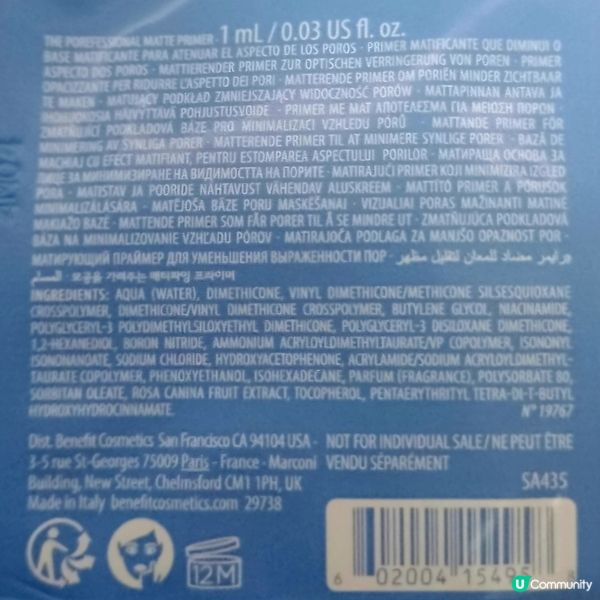 THE POREFESSIONAL MATTE PRIMER 1 mL / 0.03 US fl. oz.
BASE MATIFICANTE PARA ATENUAR EL ASPECTO DE LOS POROS · PRIMER MATIFICANTE QUE DIMINUI O
ASPECTO DOS POROS · MATTIERENDER PRIMER ZUR OPTISCHEN VERRINGERUNG VON POREN · PRIMER
OPACIZZANTE PER RIDURRE L'ASPETTO DEI PORI · MATTERENDE PRIMER OM PORIËN MINDER ZICHTBAAR
TE MAKEN · MATUJĄCY PODKŁAD ZMNIEJSZAJĄCY WIDOCZNOŚĆ PORÓW · MATTAPINNAN ANTAVA JA
IHOHUOKOSIA HÄIVYTTÄVÄ POHJUSTUSVOIDE · PRIMER ΜΕ ΜΑΤ ΑΠΟΤΕΛΕΣΜΑ ΓΙΑ ΜΕΙΩΣΗ ΠΟΡΩΝ ·
ZMATŇUJÍCÍ PODKLADOVÁ BÁZE PRO MINIMALIZACI VZHLEDU PÓRŮ · MATTANDE PRIMER FÖR
MINIMERING AV SYNLIGA PORER · MATTERENDE PRIMER TIL AT MINIMERE SYNLIGE PORER · BAZĂ DE
MACHIAJ CU EFECT MATIFIANT, PENTRU ESTOMPAREA ASPECTULUI PORILOR · МАТИРАЩА ОСНОВА ЗА
ЛИЦЕ ЗА МИНИМИЗИРАНЕ НА ВИДИМОСТТА НА ПОРИТЕ · MATIRAJUĆI PRIMER KOJI MINIMIZIRA IZGLED
PORA · MATISTAV JA POORIDE NÄHTAVUST VÄHENDAV ALUSKREEM · MATTÍTÓ PRIMER A PÓRUSOK
MINIMALIZÁLÁSÁRA · MATĒJOŠA BĀZE PORU MASKĒŠANAI · VIZUALIAI PORAS MAŽINANTI MATINĖ
MAKIAŽO BAZĖ · MATTENDE PRIMER SOM FÅR PORER TIL Å SE MINDRE UT · ZMATŇUJÚCA PODKLADOVÁ
BÁZA NA MINIMALIZOVANIE VZHĽADU PÓROV · MATIRAJOČA PODLAGA ZA MANJŠO OPAZNOST POR ·
МАТИРУЮЩИЙ ПРАЙМЕР ДЛЯ УМЕНЬШЕНИЯ ВЫРАЖЕННОСТИ ПОР · برايمر مضاد للمعان لتقليل مظهر
المسام · 모공을 가려주는 매티파잉 프라이머
INGREDIENTS: AQUA (WATER), DIMETHICONE, VINYL DIMETHICONE/METHICONE SILSESQUIOXANE
CROSSPOLYMER, DIMETHICONE/VINYL DIMETHICONE CROSSPOLYMER, BUTYLENE GLYCOL, NIACINAMIDE,
POLYGLYCERYL-3 POLYDIMETHYLSILOXYETHYL DIMETHICONE, POLYGLYCERYL-3 DISILOXANE DIMETHICONE,
1,2-HEXANEDIOL, BORON NITRIDE, AMMONIUM ACRYLOYLDIMETHYLTAURATE/VP COPOLYMER, ISONONYL
ISONONANOATE, SODIUM CHLORIDE, HYDROXYACETOPHENONE, ACRYLAMIDE/SODIUM ACRYLOYLDIMETHYL-
TAURATE COPOLYMER, PHENOXYETHANOL, ISOHEXADECANE, PARFUM (FRAGRANCE), POLYSORBATE 80,
SORBITAN OLEATE, ROSA CANINA FRUIT EXTRACT, TOCOPHEROL, PENTAERYTHRITYL TETRA-DI-T-BUTYL
HYDROXYHYDROCINNAMATE. N° 19767
Dist. Benefit Cosmetics San Francisco CA 94104 USA - NOT FOR INDIVIDUAL SALE/ NE PEUT ÊTRE
3-5 rue St-Georges 75009 Paris - France - Marconi VENDU SÉPARÉMENT
Building, New Street, Chelmsford CM1 1PH, UK SA435
Made in Italy benefitcosmetics.com 29738
12M
6 02004 15495
U Community